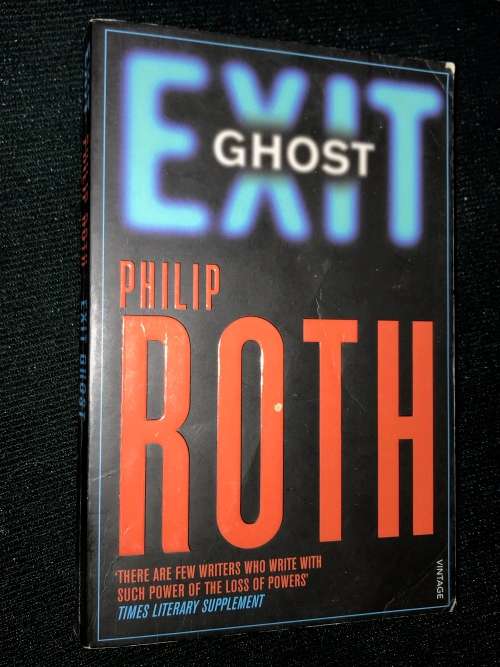 EXIT
GHOST
PHILIP
ROTH
'THERE ARE FEW WRITERS WHO WRITE WITH
SUCH POWER OF THE LOSS OF POWERS'
TIMES LITERARY SUPPLEMENT
VINTAGE
PHILIP ROTH EXIT GHOST